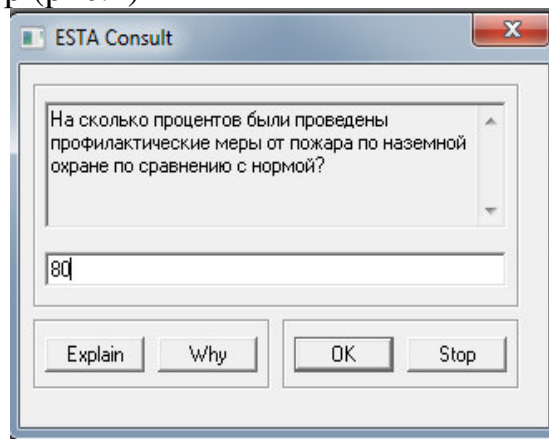 ESTA Consult
На сколько процентов были проведены
профилактические меры от пожара по наземной
охране по сравнению с нормой?
80
Explain
Why
OK
Stop